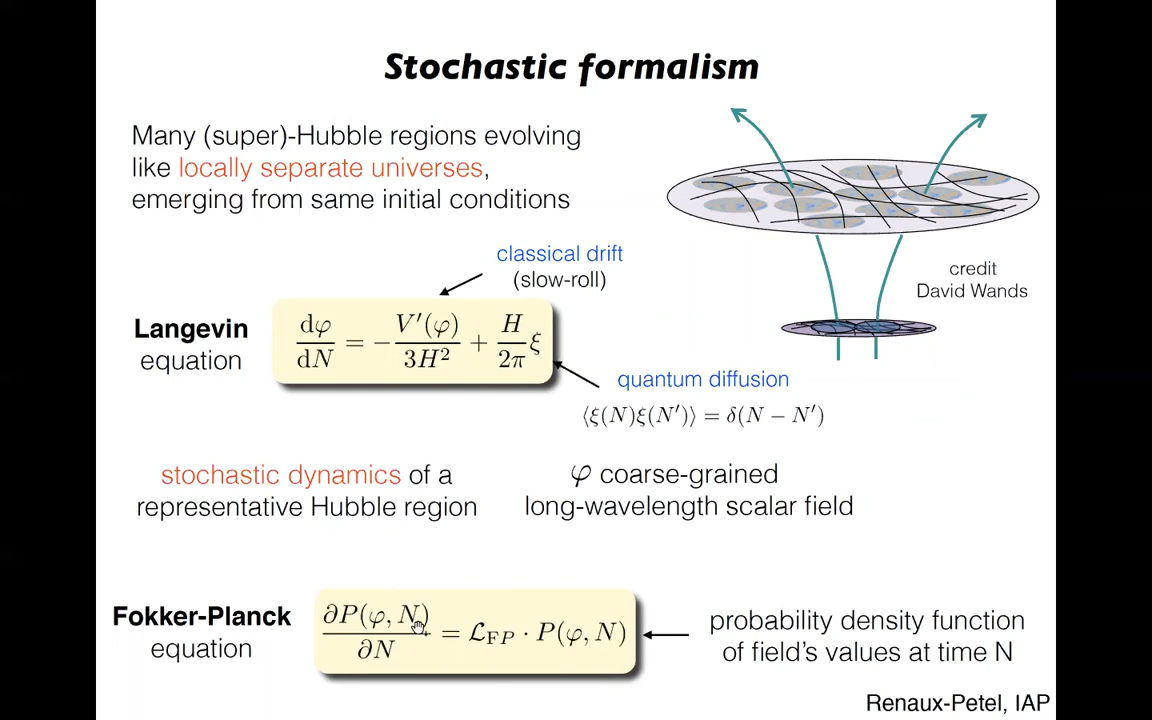 Stochastic formalism
Many (super)-Hubble regions evolving
like locally separate universes,
emerging from same initial conditions
credit
David Wands
classical drift
(slow-roll)
Langevin
equation
dφ/dN = −V′(φ)/3H² + H/2π ξ
quantum diffusion
⟨ξ(N)ξ(N′)⟩ = δ(N − N′)
stochastic dynamics of a
representative Hubble region
φ coarse-grained
long-wavelength scalar field
Fokker-Planck
equation
∂P(φ, N)/∂N = ℒ_FP · P(φ, N)
probability density function
of field's values at time N
Renaux-Petel, IAP